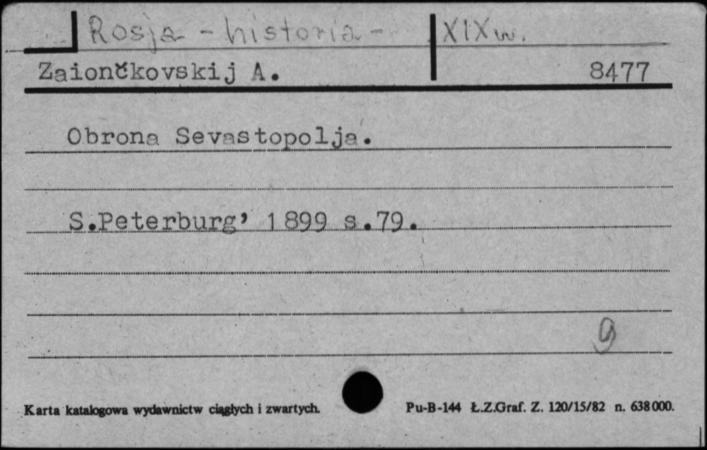 Rosja - historia - XIX w.
Zaiončkovskij A. 8477
Obrona Sevastopolja.
S.Peterburg' 1899 s.79.
9
Karta katalogowa wydawnictw ciągłych i zwartych. Pu-B-144 Ł.Z.Graf. Z. 120/15/82 n. 638000.